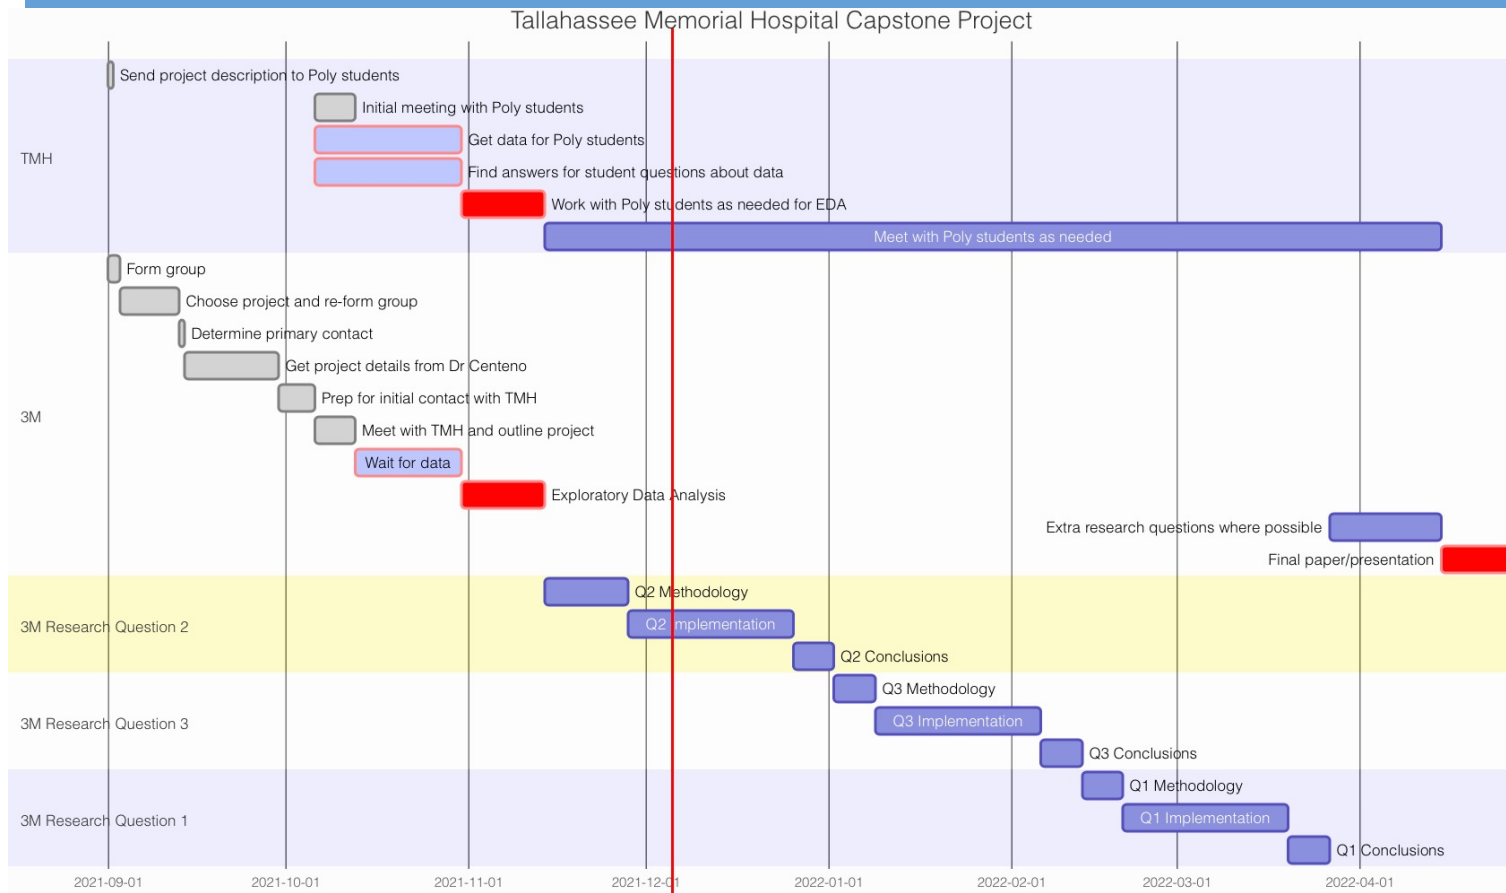 Tallahassee Memorial Hospital Capstone Project
TMH
Send project description to Poly students
Initial meeting with Poly students
Get data for Poly students
Find answers for student questions about data
Work with Poly students as needed for EDA
Meet with Poly students as needed
3M
Form group
Choose project and re-form group
Determine primary contact
Get project details from Dr Centeno
Prep for initial contact with TMH
Meet with TMH and outline project
Wait for data
Exploratory Data Analysis
Extra research questions where possible
Final paper/presentation
3M Research Question 2
Q2 Methodology
Q2 Implementation
Q2 Conclusions
3M Research Question 3
Q3 Methodology
Q3 Implementation
Q3 Conclusions
3M Research Question 1
Q1 Methodology
Q1 Implementation
Q1 Conclusions
2021-09-01
2021-10-01
2021-11-01
2021-12-01
2022-01-01
2022-02-01
2022-03-01
2022-04-01